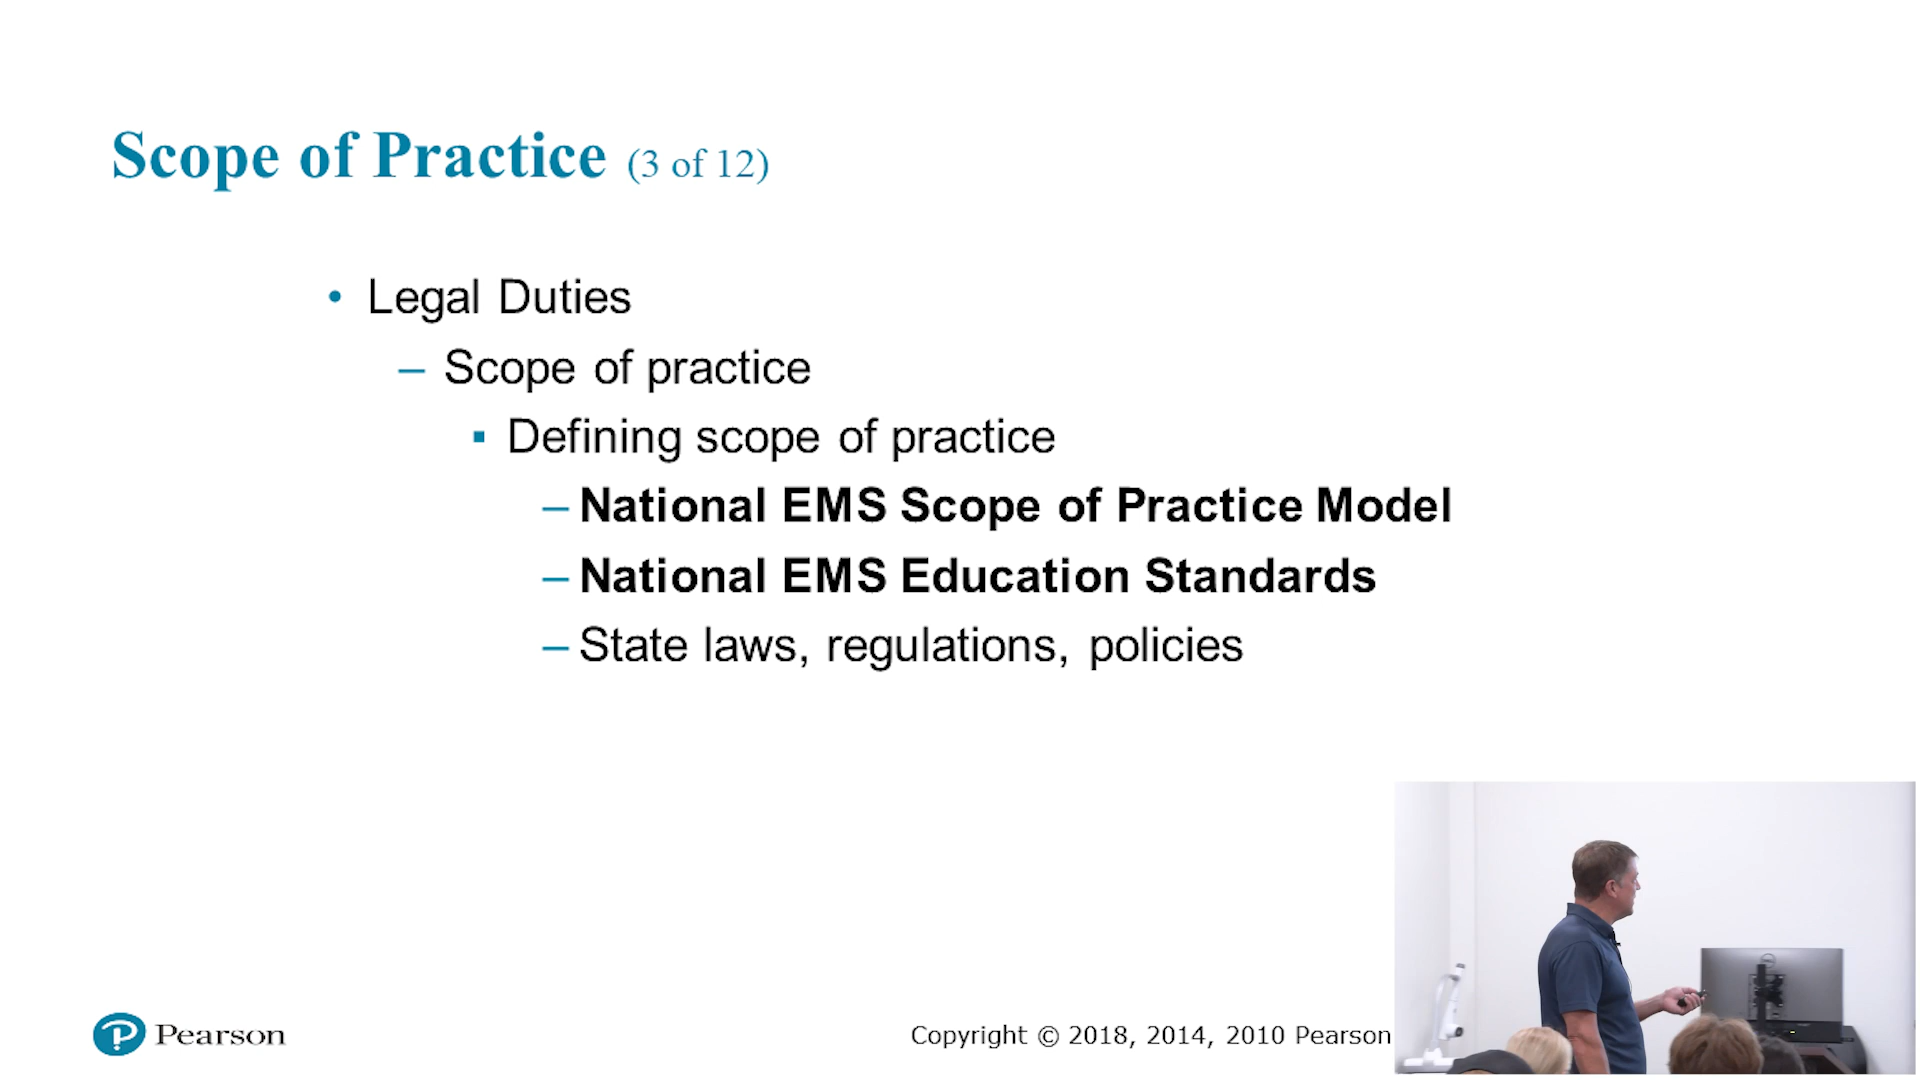 Scope of Practice (3 of 12)
• Legal Duties
– Scope of practice
▪ Defining scope of practice
– National EMS Scope of Practice Model
– National EMS Education Standards
– State laws, regulations, policies
Pearson
Copyright © 2018, 2014, 2010 Pearson